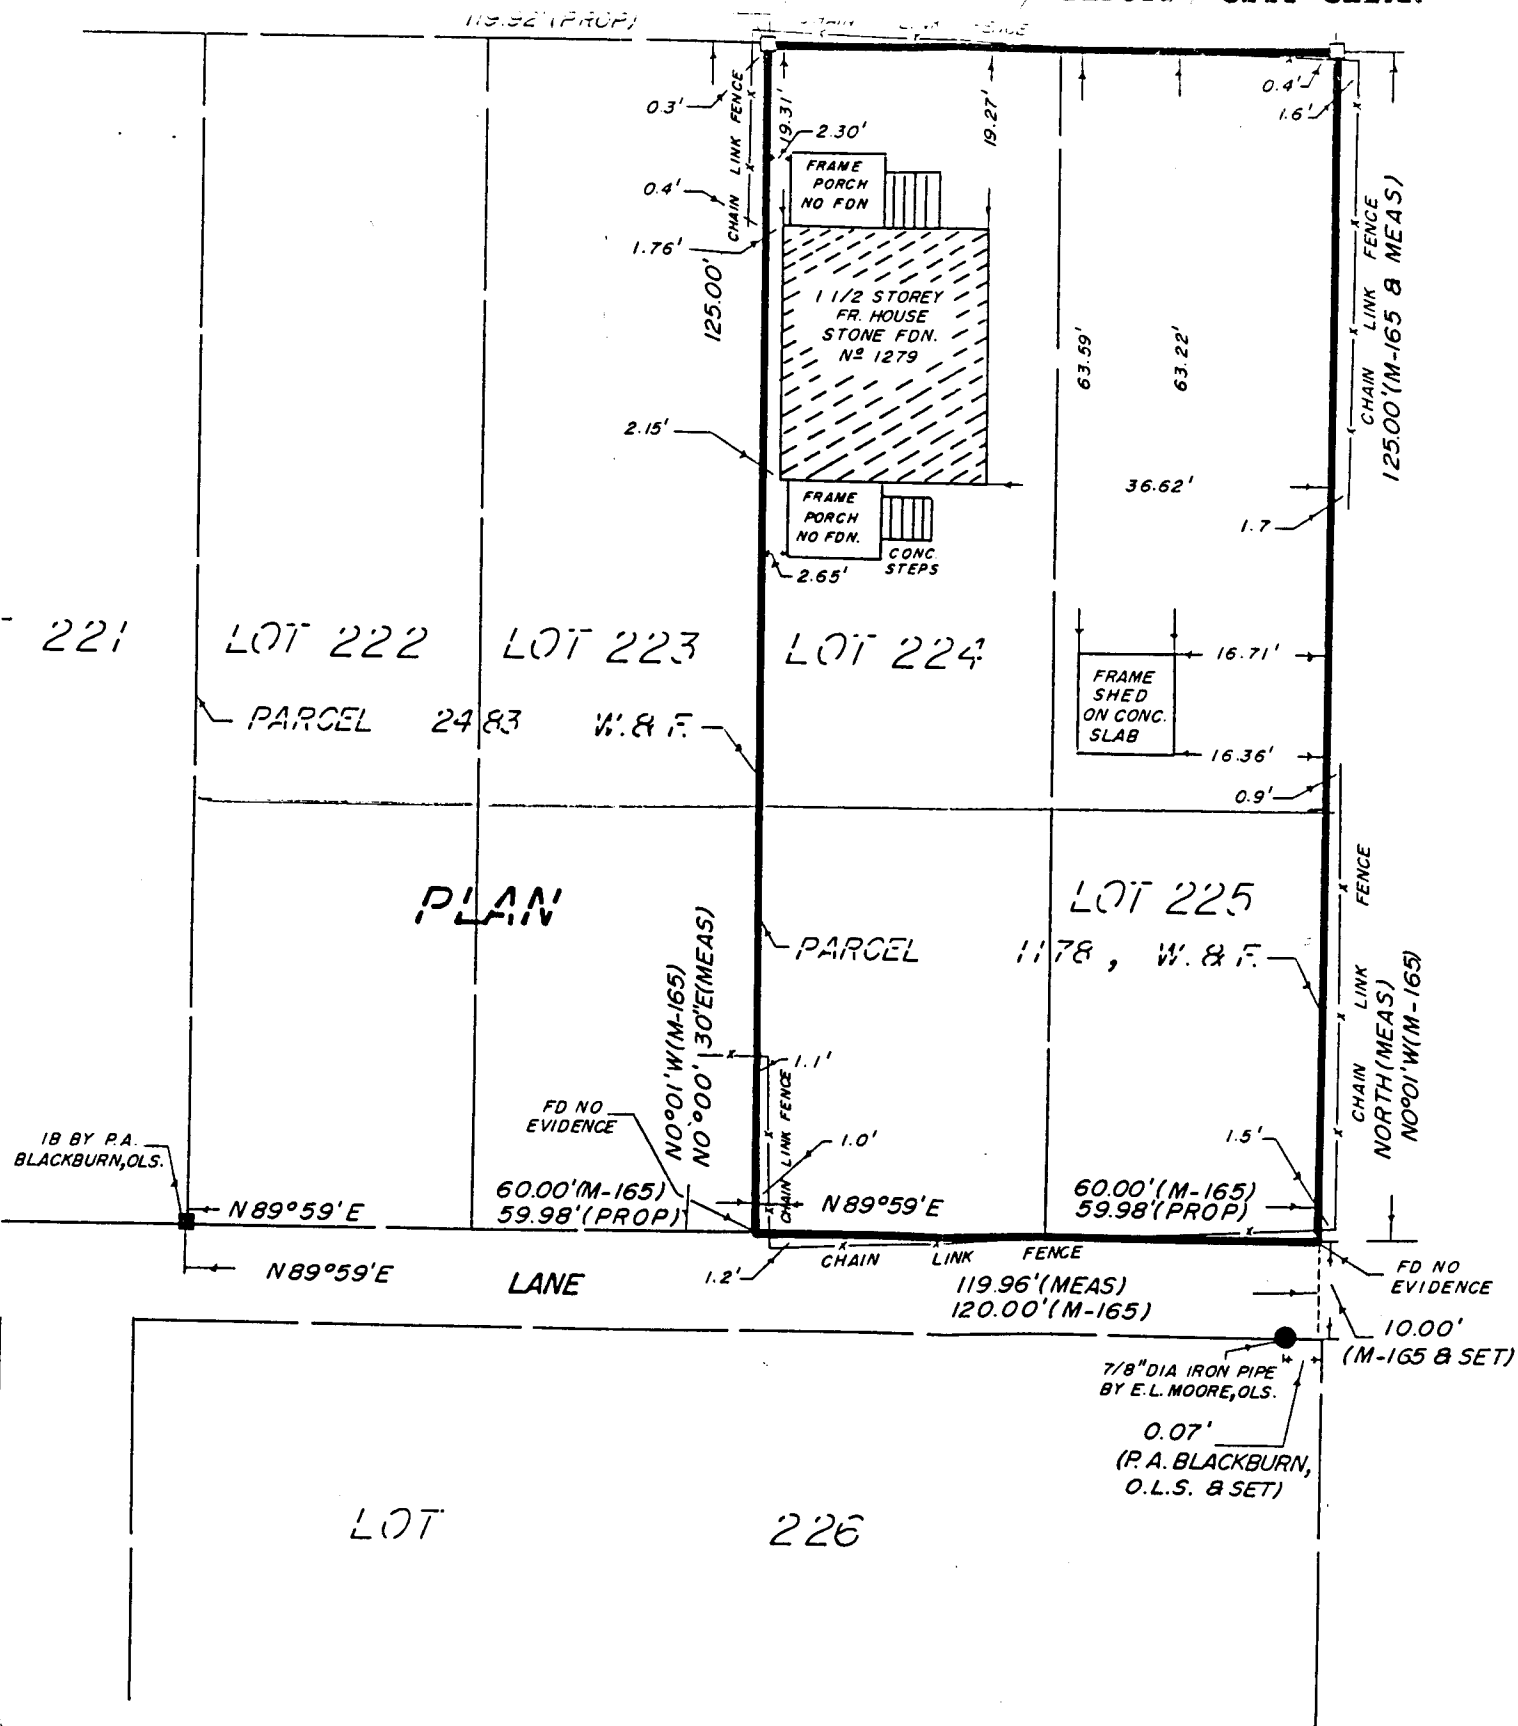 119.92'(PROP)
CHAIN LINK FENCE
0.3'
CHAIN LINK FENCE
19.31'
2.30'
19.27'
0.4'
1.6'
0.4'
FRAME
PORCH
NO FDN
1.76'
125.00'
1 1/2 STOREY
FR. HOUSE
STONE FDN.
Nº 1279
63.59'
63.22'
CHAIN LINK FENCE
125.00'(M-165 & MEAS)
2.15'
36.62'
FRAME
PORCH
NO FDN.
CONC.
STEPS
2.65'
1.7
221
LOT 222
LOT 223
LOT 224
16.71'
FRAME
SHED
ON CONC.
SLAB
PARCEL 2483 W. & F.
16.36'
0.9'
PLAN
LOT 225
PARCEL 1178, W. & F.
N0°01'W(M-165)
N0°00'30"E(MEAS)
CHAIN LINK FENCE
NORTH(MEAS)
N0°01'W(M-165)
1.1'
CHAIN LINK FENCE
FD NO
EVIDENCE
1.0'
1.5'
IB BY P.A.
BLACKBURN,OLS.
N89°59'E
60.00'(M-165)
59.98'(PROP)
N89°59'E
60.00'(M-165)
59.98'(PROP)
N89°59'E
LANE
1.2'
CHAIN LINK FENCE
119.96'(MEAS)
120.00'(M-165)
FD NO
EVIDENCE
10.00'
(M-165 & SET)
7/8"DIA IRON PIPE
BY E.L.MOORE,OLS.
0.07'
(P.A. BLACKBURN,
O.L.S. & SET)
LOT 226